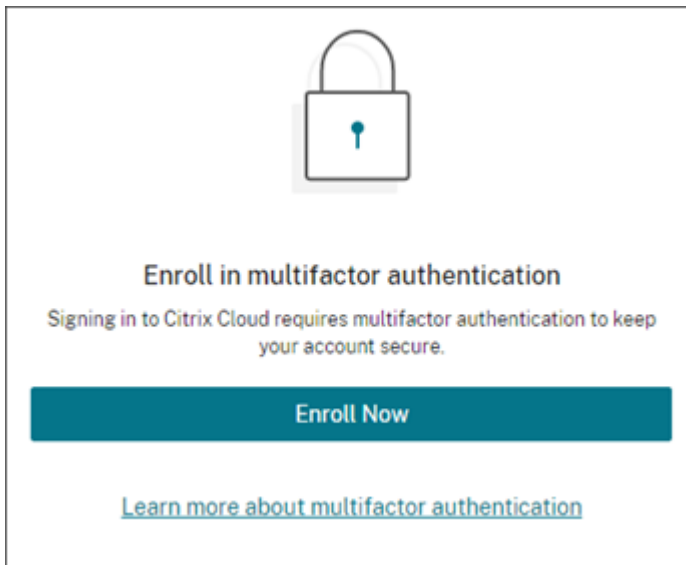 Enroll in multifactor authentication
Signing in to Citrix Cloud requires multifactor authentication to keep
your account secure.
Enroll Now
Learn more about multifactor authentication